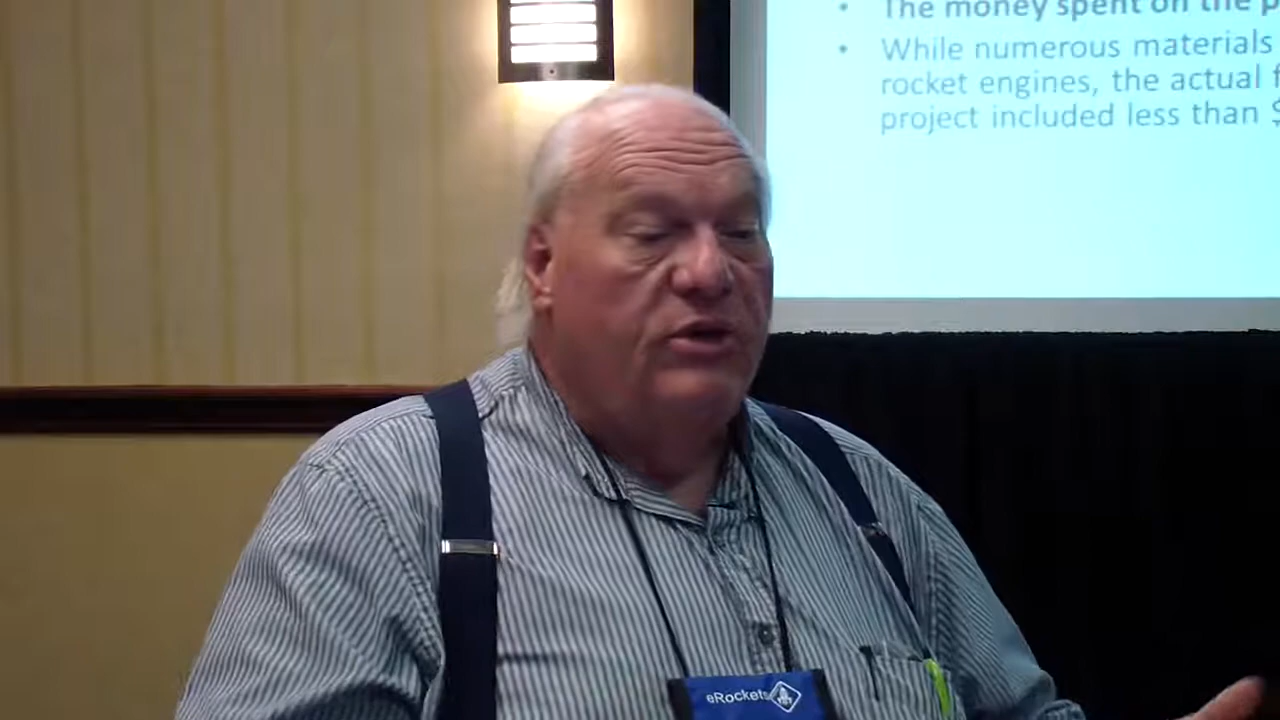 • The money spent on the p
• While numerous materials
rocket engines, the actual f
project included less than $
eRockets